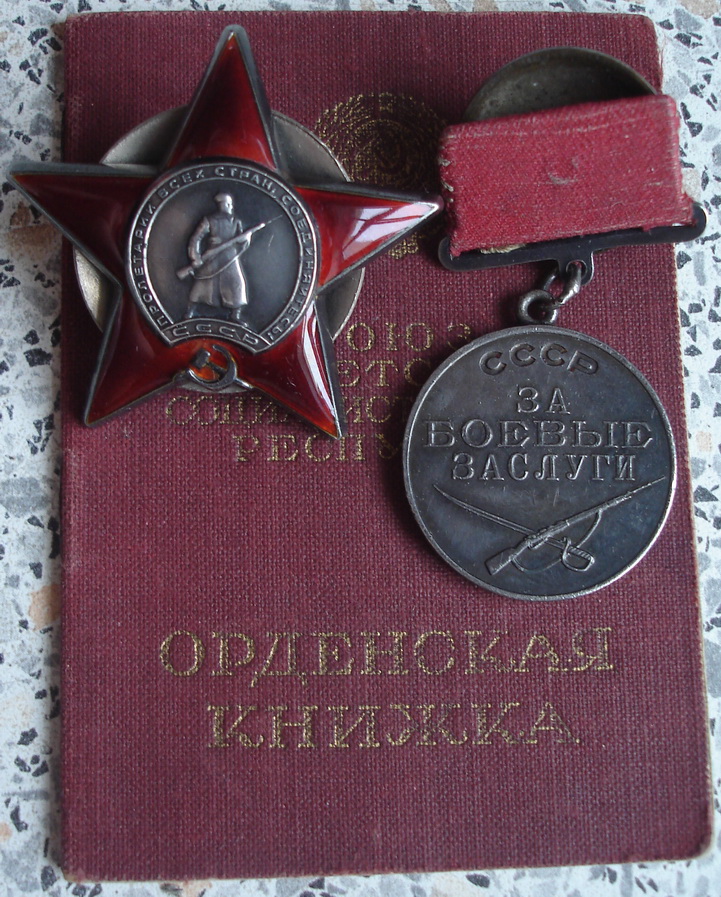 ПРОЛЕТАРИИ ВСЕХ СТРАН, СОЕДИНЯЙТЕСЬ!
СССР
СССР
ЗА
БОЕВЫЕ
ЗАСЛУГИ
ОРДЕНСКАЯ
КНИЖКА